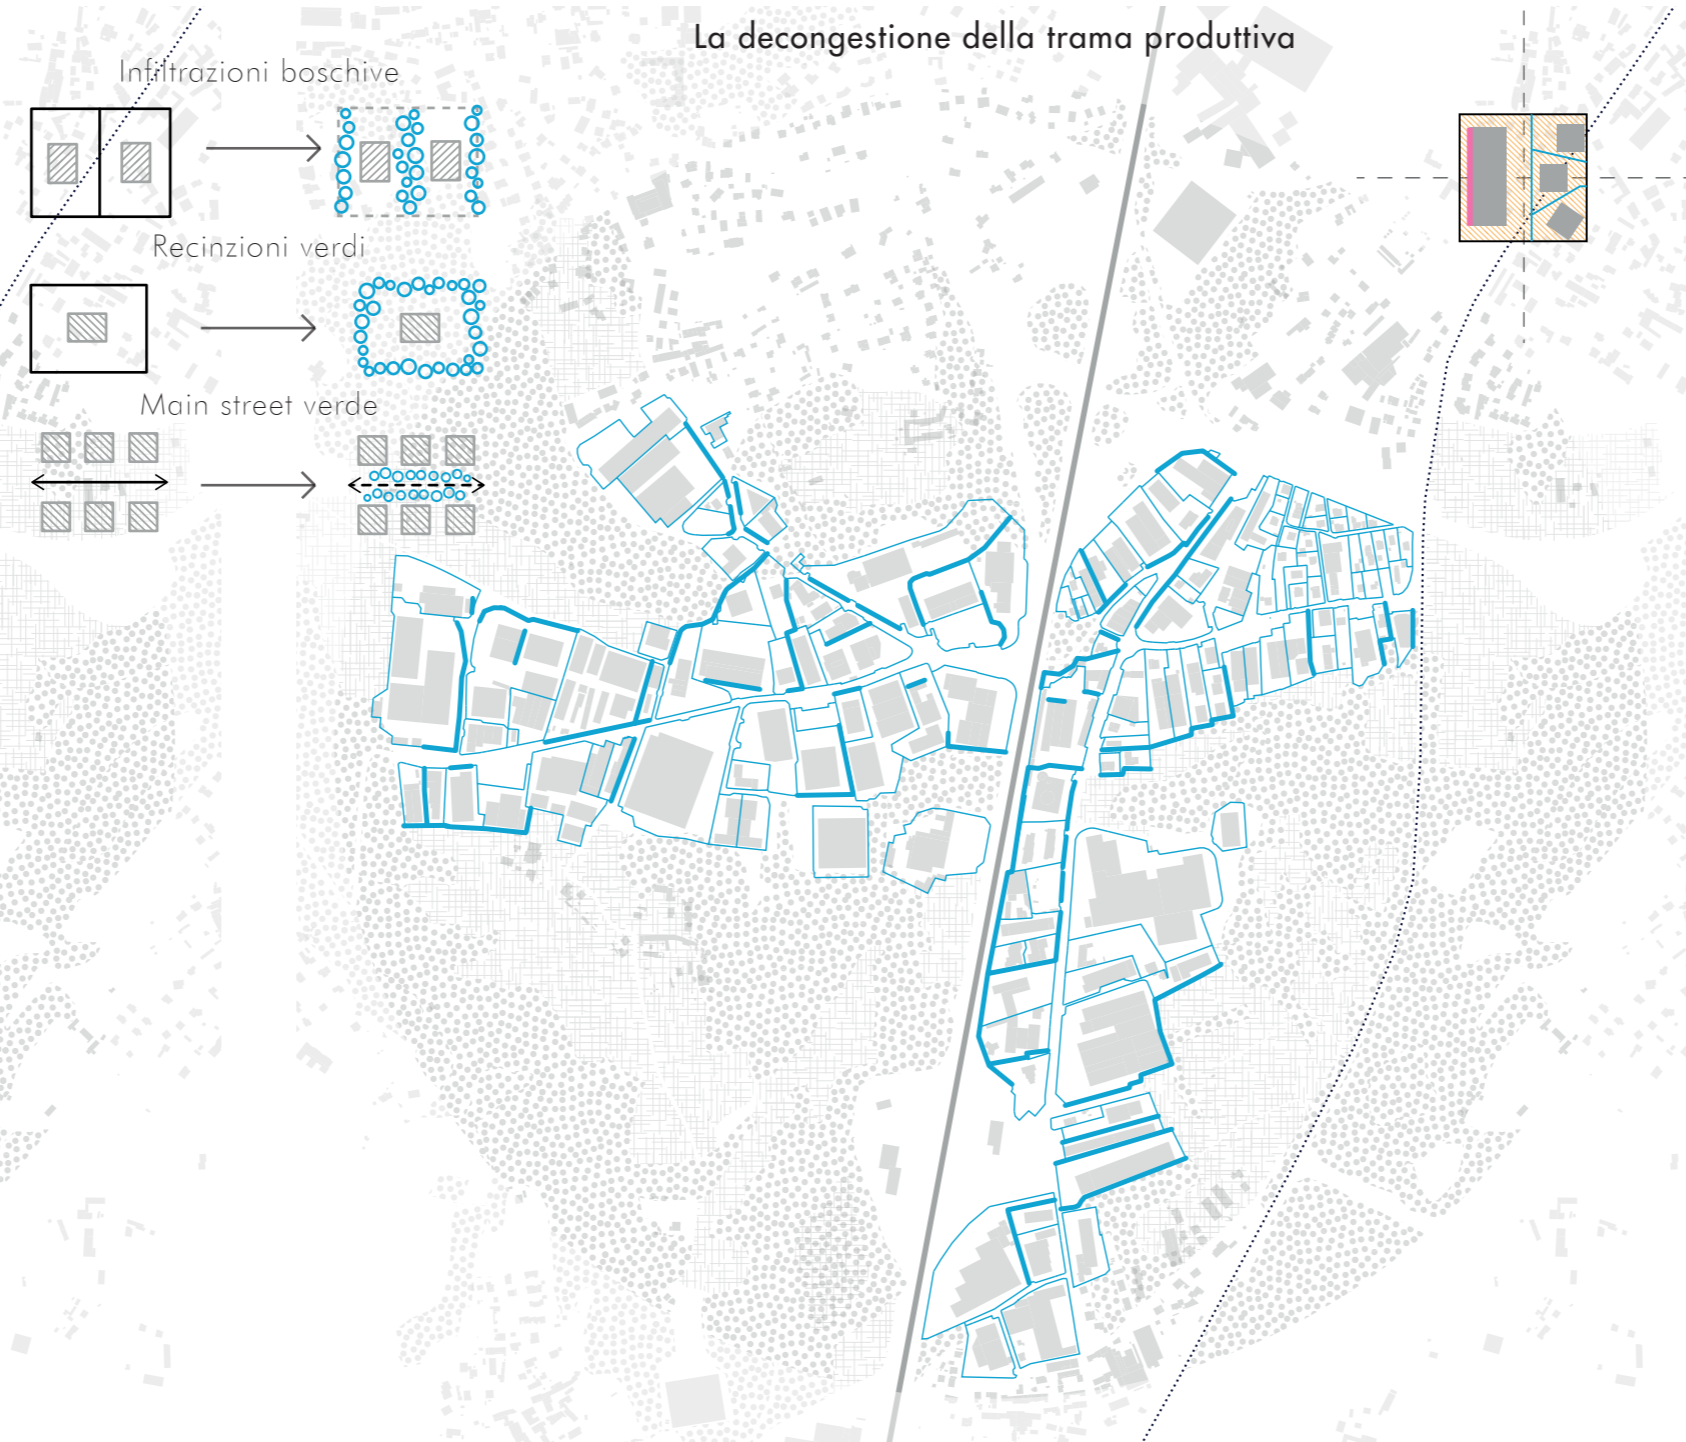 La decongestione della trama produttiva
Infiltrazioni boschive
Recinzioni verdi
Main street verde